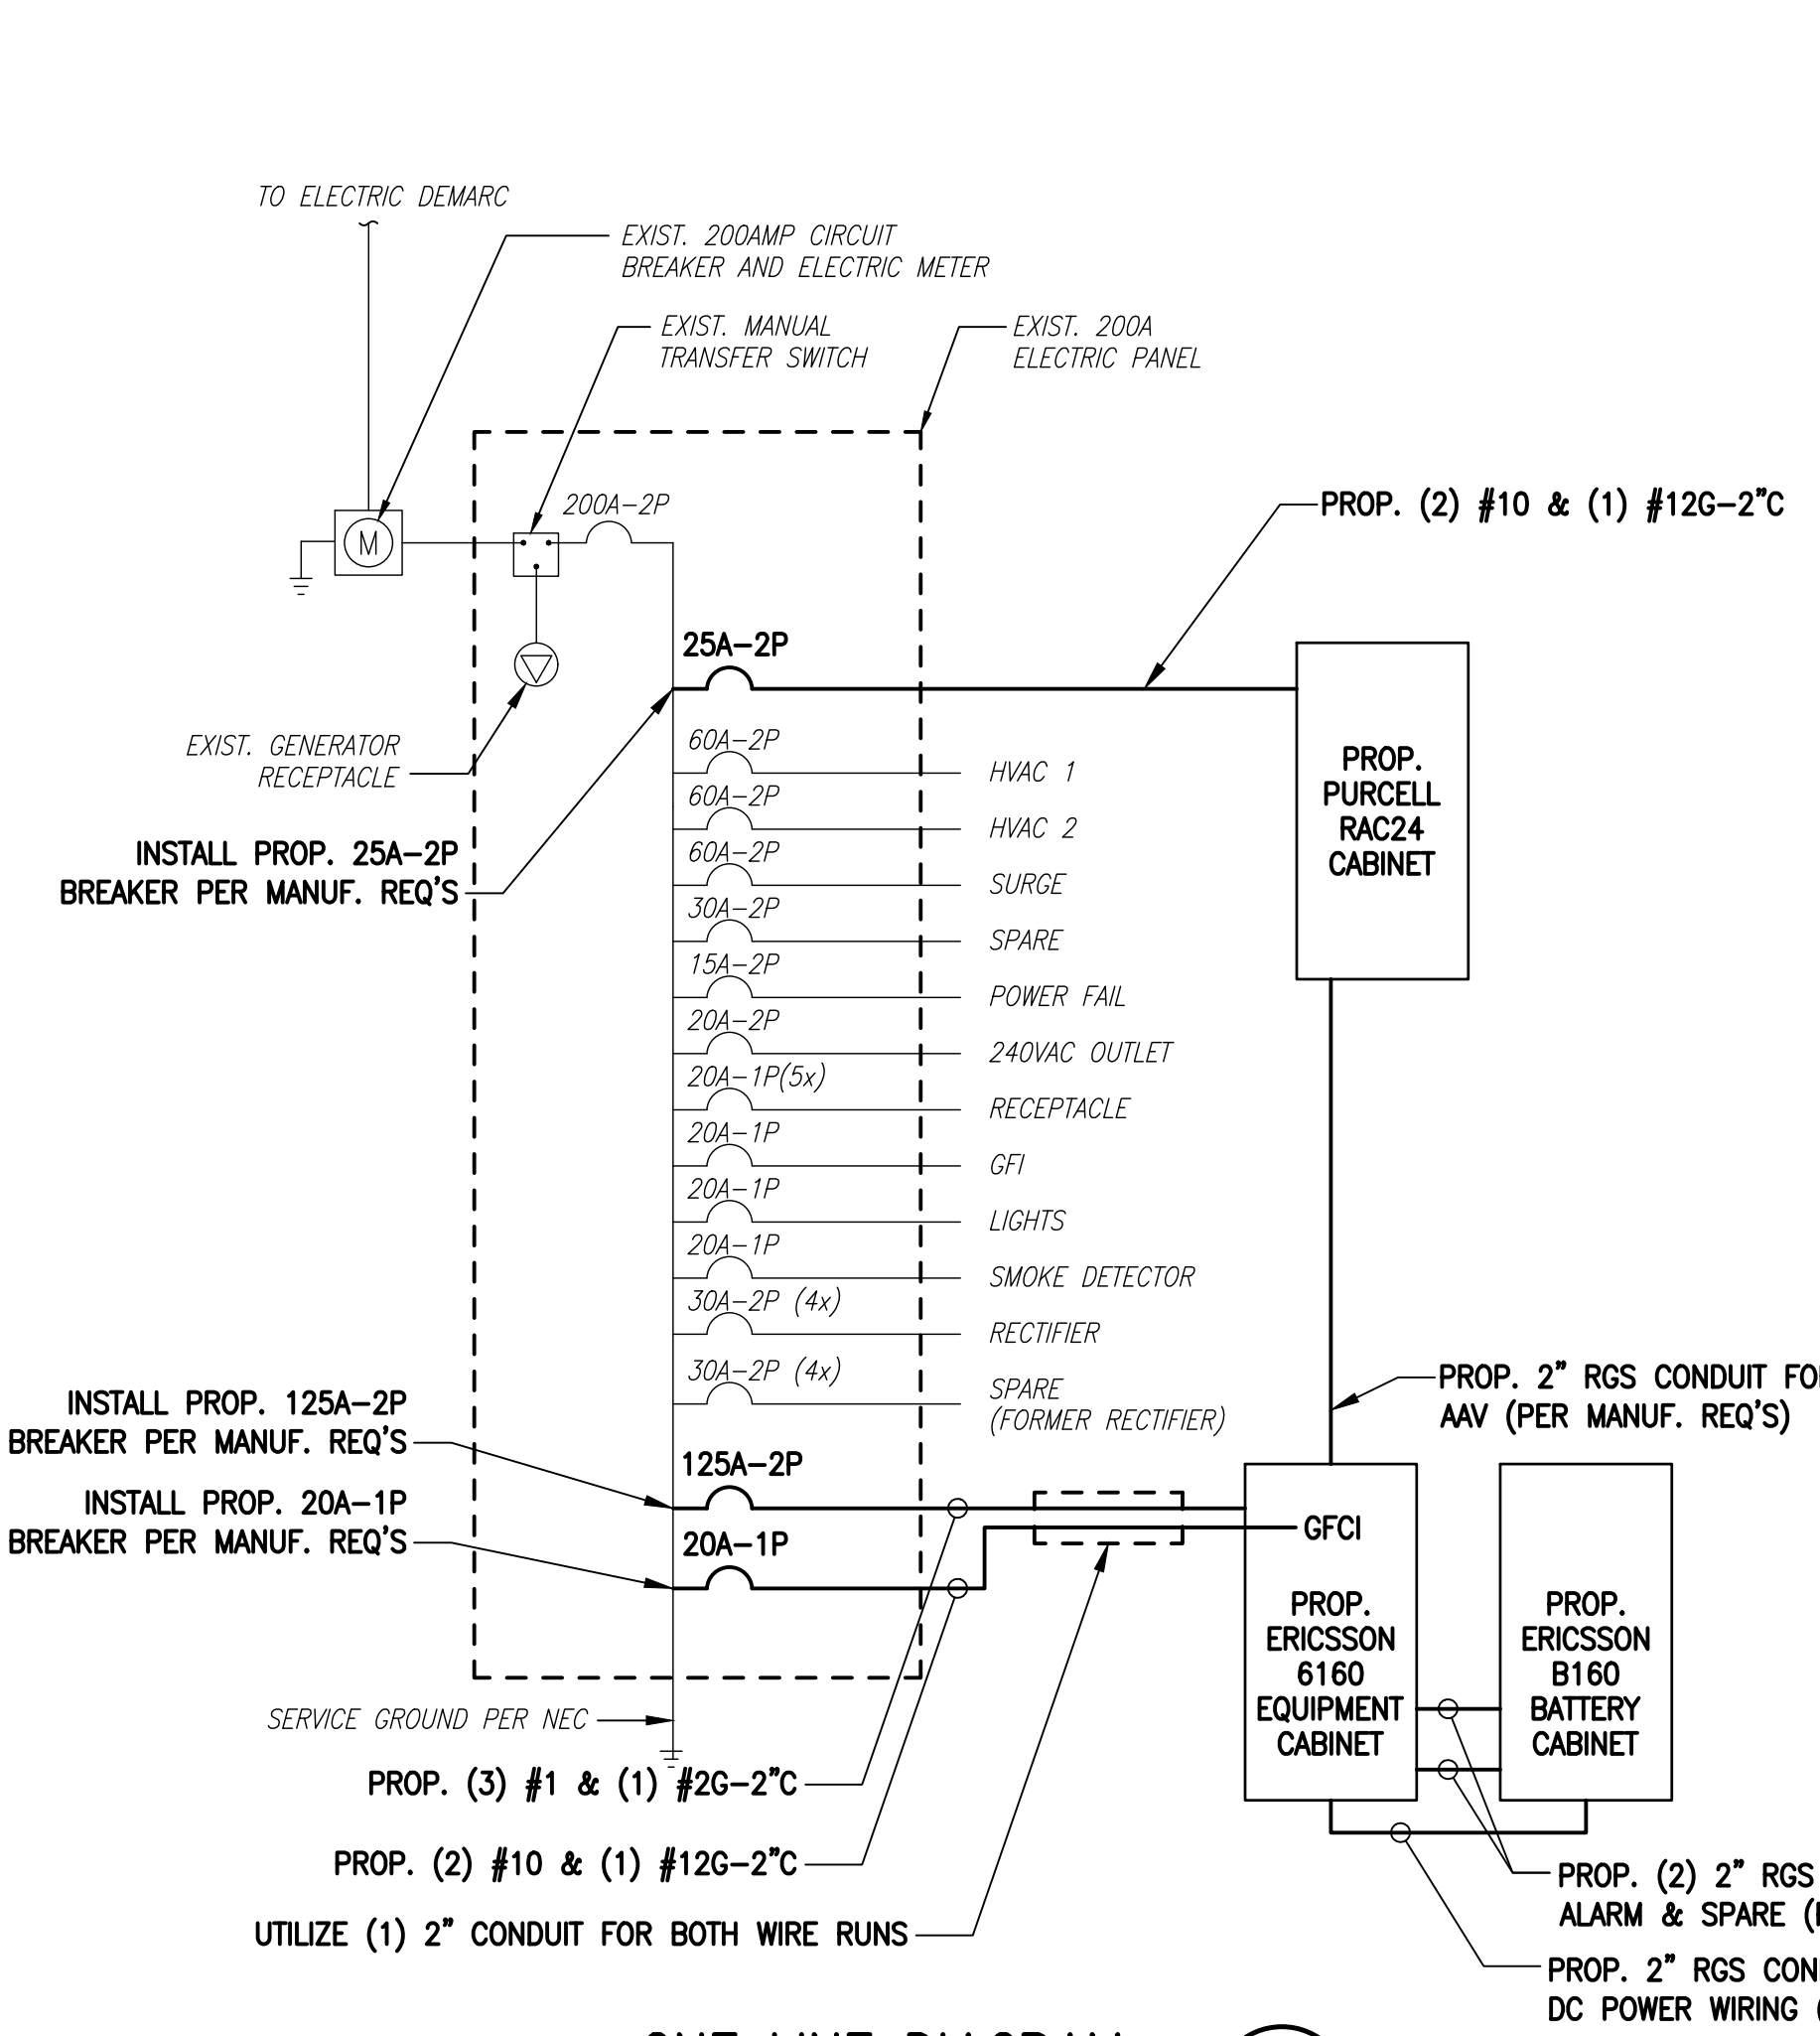 TO ELECTRIC DEMARC
EXIST. 200AMP CIRCUIT
BREAKER AND ELECTRIC METER
EXIST. MANUAL
TRANSFER SWITCH
EXIST. 200A
ELECTRIC PANEL
200A-2P
M
PROP. (2) #10 & (1) #12G-2"C
25A-2P
EXIST. GENERATOR
RECEPTACLE
INSTALL PROP. 25A-2P
BREAKER PER MANUF. REQ'S
PROP.
PURCELL
RAC24
CABINET
60A-2P
HVAC 1
60A-2P
HVAC 2
60A-2P
SURGE
30A-2P
SPARE
15A-2P
POWER FAIL
20A-2P
240VAC OUTLET
20A-1P(5x)
RECEPTACLE
20A-1P
GFI
20A-1P
LIGHTS
20A-1P
SMOKE DETECTOR
30A-2P (4x)
RECTIFIER
30A-2P (4x)
SPARE
(FORMER RECTIFIER)
INSTALL PROP. 125A-2P
BREAKER PER MANUF. REQ'S
INSTALL PROP. 20A-1P
BREAKER PER MANUF. REQ'S
125A-2P
20A-1P
PROP. 2" RGS CONDUIT
AAV (PER MANUF. REQ'S)
GFCI
PROP.
ERICSSON
6160
EQUIPMENT
CABINET
PROP.
ERICSSON
B160
BATTERY
CABINET
SERVICE GROUND PER NEC
PROP. (3) #1 & (1) #2G-2"C
PROP. (2) #10 & (1) #12G-2"C
UTILIZE (1) 2" CONDUIT FOR BOTH WIRE RUNS
PROP. (2) 2" RGS
ALARM & SPARE
PROP. 2" RGS
DC POWER WIRING